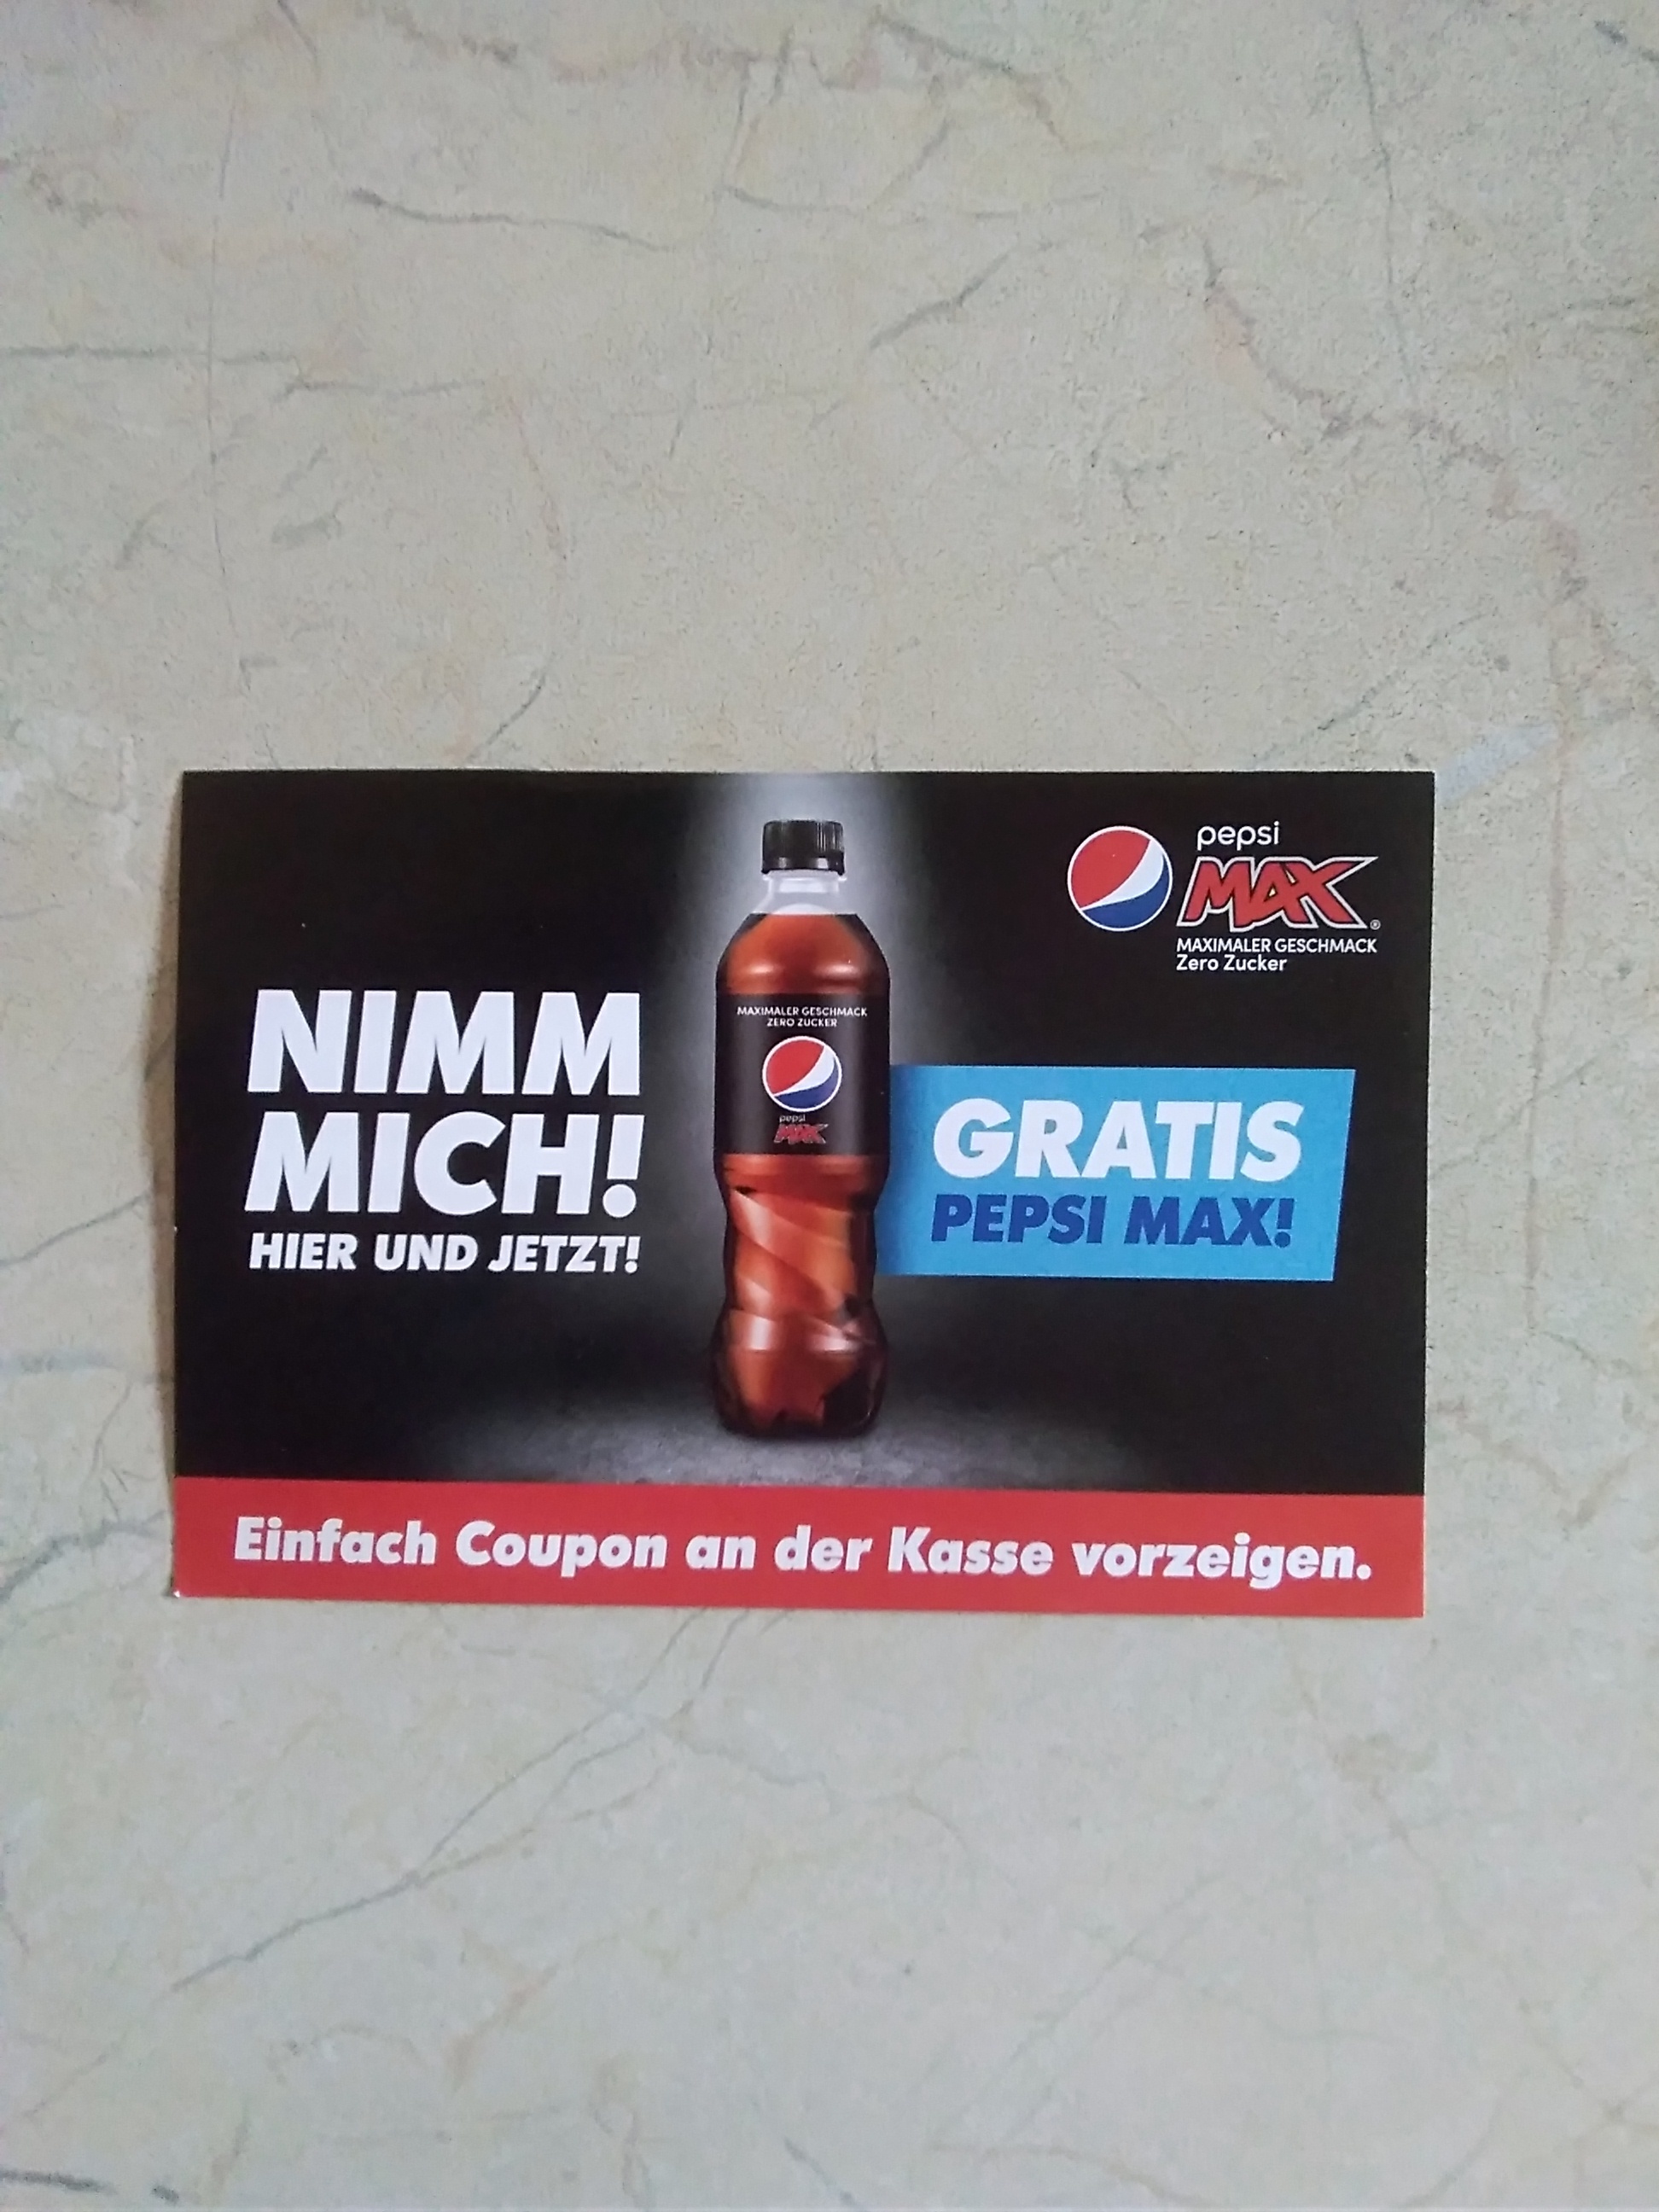 pepsi
MAX®
MAXIMALER GESCHMACK
Zero Zucker
NIMM
MICH!
HIER UND JETZT!
MAXIMALER GESCHMACK
ZERO ZUCKER
pepsi
MAX
GRATIS
PEPSI MAX!
Einfach Coupon an der Kasse vorzeigen.